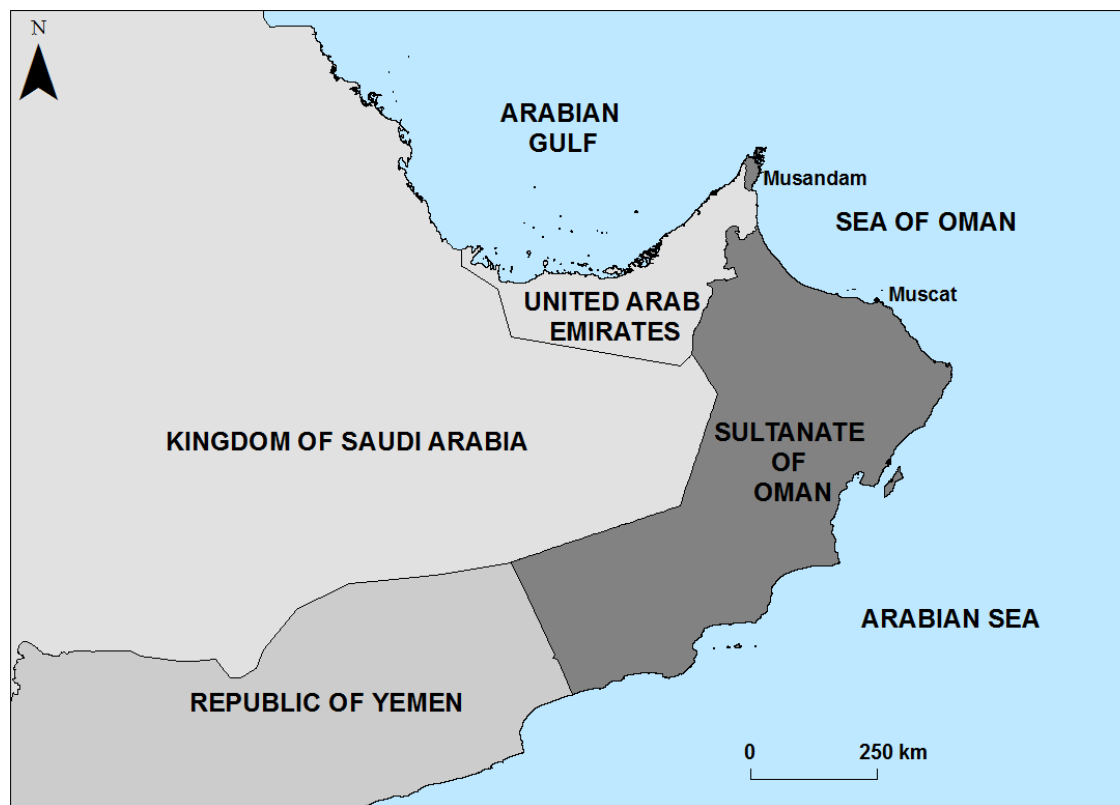 N
ARABIAN
GULF
Musandam
SEA OF OMAN
Muscat
UNITED ARAB
EMIRATES
KINGDOM OF SAUDI ARABIA
SULTANATE
OF
OMAN
ARABIAN SEA
REPUBLIC OF YEMEN
0 250 km